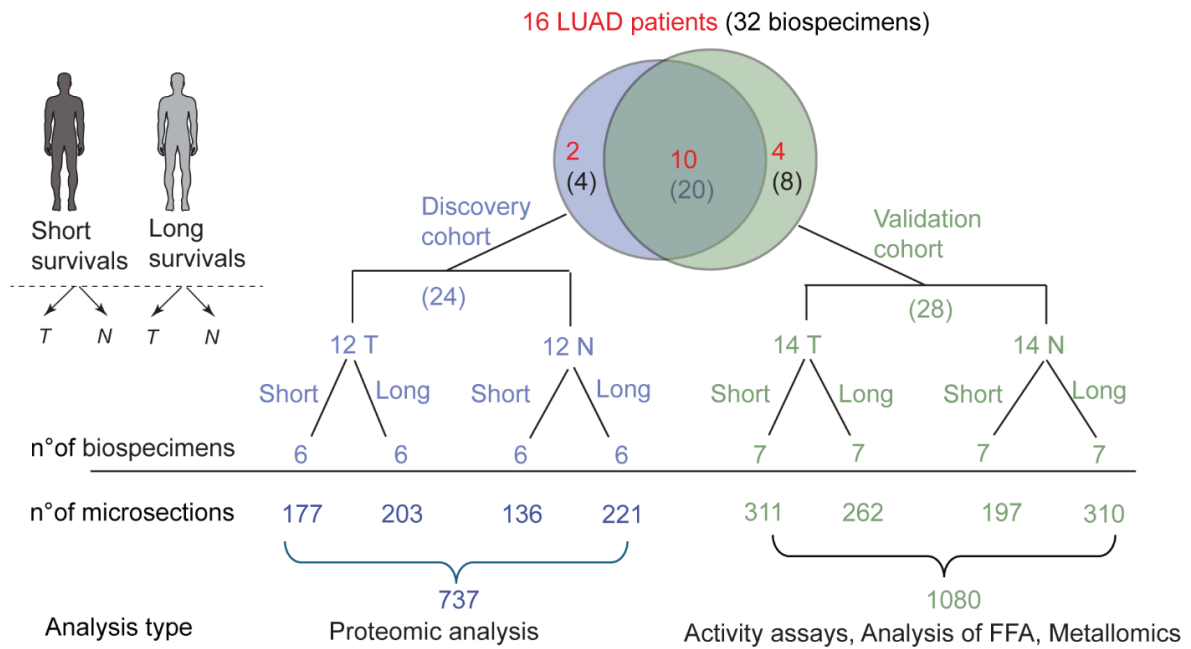 16 LUAD patients (32 biospecimens)
2
(4)
10
(20)
4
(8)
Short
survivals
Long
survivals
T N T N
Discovery
cohort
Validation
cohort
(24)
(28)
12 T 12 N 14 T 14 N
Short Long Short Long Short Long Short Long
n°of biospecimens 6 6 6 6 7 7 7 7
n°of microsections 177 203 136 221 311 262 197 310
737 1080
Analysis type Proteomic analysis Activity assays, Analysis of FFA, Metallomics